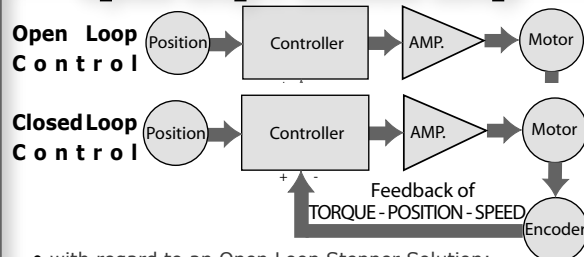 Open Loop Control
Position
Controller
AMP.
Motor
Closed Loop Control
Position
Controller
AMP.
Motor
+ -
Feedback of
TORQUE - POSITION - SPEED
Encoder
• with regard to an Open Loop Stepper Solution: